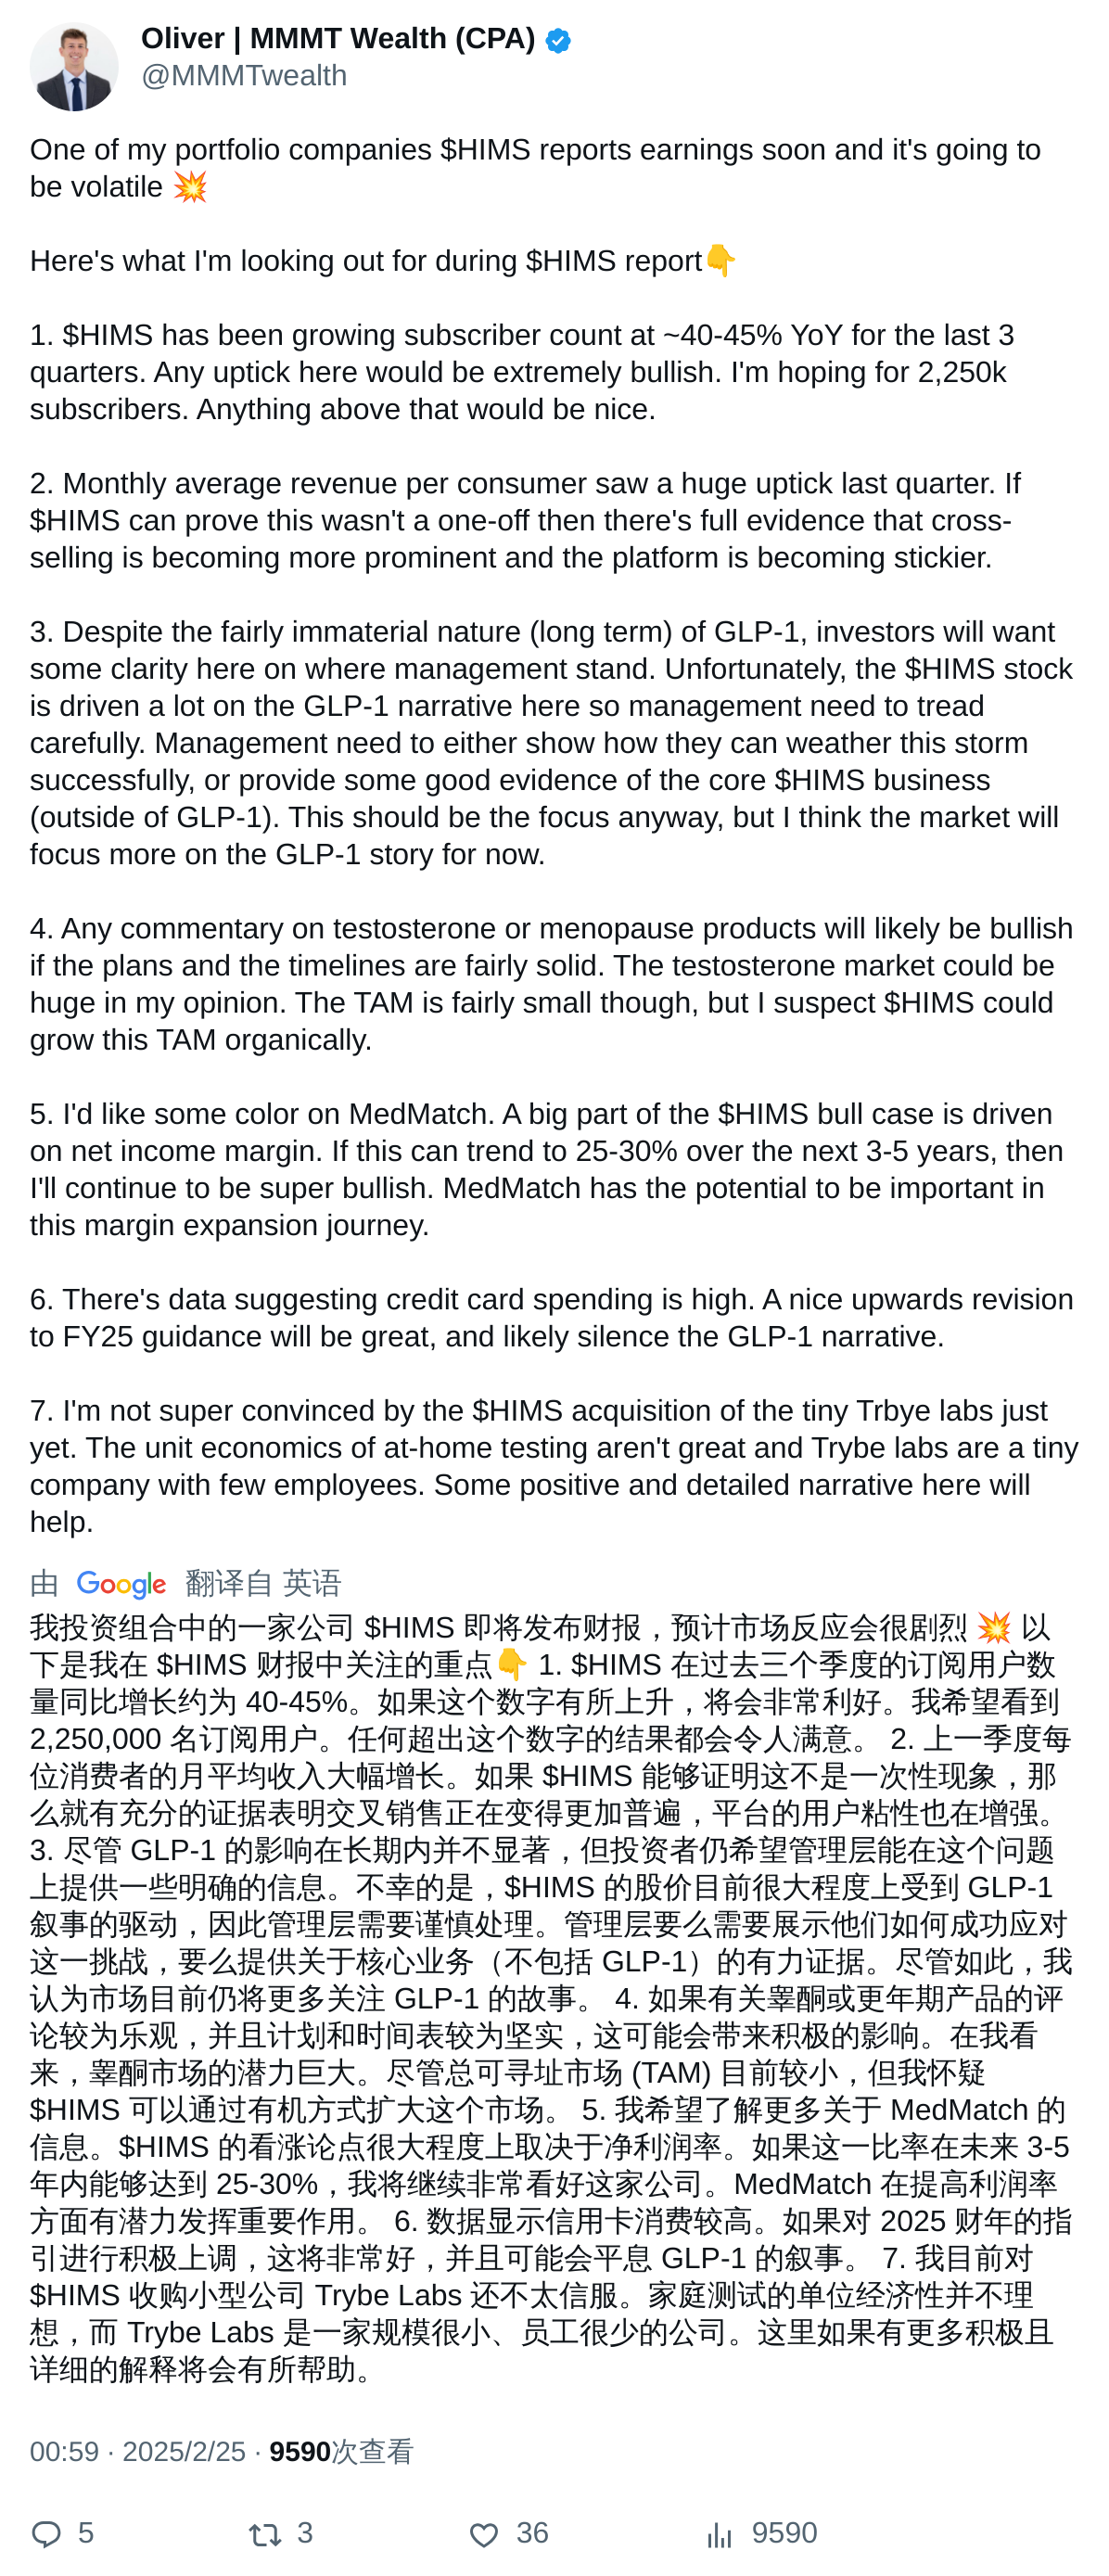 Oliver | MMMT Wealth (CPA)
@MMMTwealth
One of my portfolio companies $HIMS reports earnings soon and it's going to
be volatile 💥
Here's what I'm looking out for during $HIMS report👇
1. $HIMS has been growing subscriber count at ~40-45% YoY for the last 3
quarters. Any uptick here would be extremely bullish. I'm hoping for 2,250k
subscribers. Anything above that would be nice.
2. Monthly average revenue per consumer saw a huge uptick last quarter. If
$HIMS can prove this wasn't a one-off then there's full evidence that cross-
selling is becoming more prominent and the platform is becoming stickier.
3. Despite the fairly immaterial nature (long term) of GLP-1, investors will want
some clarity here on where management stand. Unfortunately, the $HIMS stock
is driven a lot on the GLP-1 narrative here so management need to tread
carefully. Management need to either show how they can weather this storm
successfully, or provide some good evidence of the core $HIMS business
(outside of GLP-1). This should be the focus anyway, but I think the market will
focus more on the GLP-1 story for now.
4. Any commentary on testosterone or menopause products will likely be bullish
if the plans and the timelines are fairly solid. The testosterone market could be
huge in my opinion. The TAM is fairly small though, but I suspect $HIMS could
grow this TAM organically.
5. I'd like some color on MedMatch. A big part of the $HIMS bull case is driven
on net income margin. If this can trend to 25-30% over the next 3-5 years, then
I'll continue to be super bullish. MedMatch has the potential to be important in
this margin expansion journey.
6. There's data suggesting credit card spending is high. A nice upwards revision
to FY25 guidance will be great, and likely silence the GLP-1 narrative.
7. I'm not super convinced by the $HIMS acquisition of the tiny Trbye labs just
yet. The unit economics of at-home testing aren't great and Trybe labs are a tiny
company with few employees. Some positive and detailed narrative here will
help.
由 Google 翻译自 英语
我投资组合中的一家公司 $HIMS 即将发布财报，预计市场反应会很剧烈 💥 以
下是我在 $HIMS 财报中关注的重点👇 1. $HIMS 在过去三个季度的订阅用户数
量同比增长约为 40-45%。如果这个数字有所上升，将会非常利好。我希望看到
2,250,000 名订阅用户。任何超出这个数字的结果都会令人满意。 2. 上一季度每
位消费者的月平均收入大幅增长。如果 $HIMS 能够证明这不是一次性现象，那
么就有充分的证据表明交叉销售正在变得更加普遍，平台的用户粘性也在增强。
3. 尽管 GLP-1 的影响在长期内并不显著，但投资者仍希望管理层能在这个问题
上提供一些明确的信息。不幸的是，$HIMS 的股价目前很大程度上受到 GLP-1
叙事的驱动，因此管理层需要谨慎处理。管理层要么需要展示他们如何成功应对
这一挑战，要么提供关于核心业务（不包括 GLP-1）的有力证据。尽管如此，我
认为市场目前仍将更多关注 GLP-1 的故事。 4. 如果有关睾酮或更年期产品的评
论较为乐观，并且计划和时间表较为坚实，这可能会带来积极的影响。在我看
来，睾酮市场的潜力巨大。尽管总可寻址市场 (TAM) 目前较小，但我怀疑
$HIMS 可以通过有机方式扩大这个市场。 5. 我希望了解更多关于 MedMatch 的
信息。$HIMS 的看涨论点很大程度上取决于净利润率。如果这一比率在未来 3-5
年内能够达到 25-30%，我将继续非常看好这家公司。MedMatch 在提高利润率
方面有潜力发挥重要作用。 6. 数据显示信用卡消费较高。如果对 2025 财年的指
引进行积极上调，这将非常好，并且可能会平息 GLP-1 的叙事。 7. 我目前对
$HIMS 收购小型公司 Trybe Labs 还不太信服。家庭测试的单位经济性并不理
想，而 Trybe Labs 是一家规模很小、员工很少的公司。这里如果有更多积极且
详细的解释将会有所帮助。
00:59 · 2025/2/25 · 9590次查看
5 3 36 9590